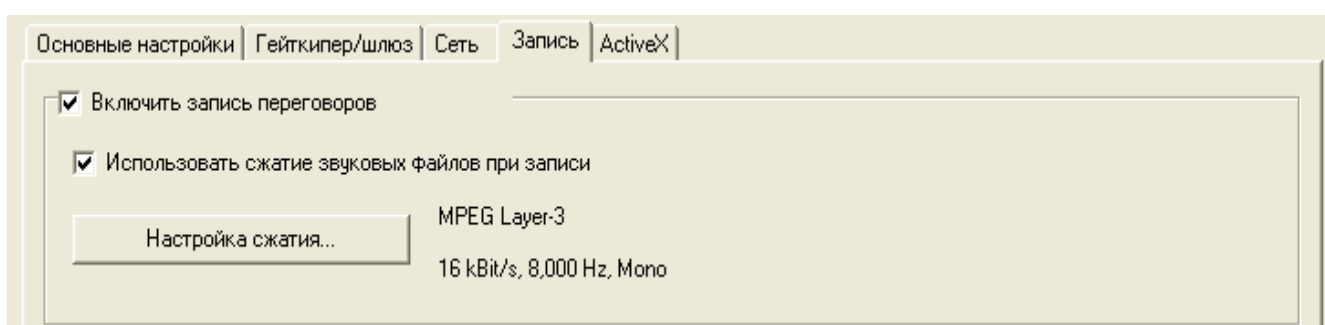 Основные настройки Гейткипер/шлюз Сеть Запись ActiveX
Включить запись переговоров
Использовать сжатие звуковых файлов при записи
MPEG Layer-3
Настройка сжатия...
16 kBit/s, 8,000 Hz, Mono